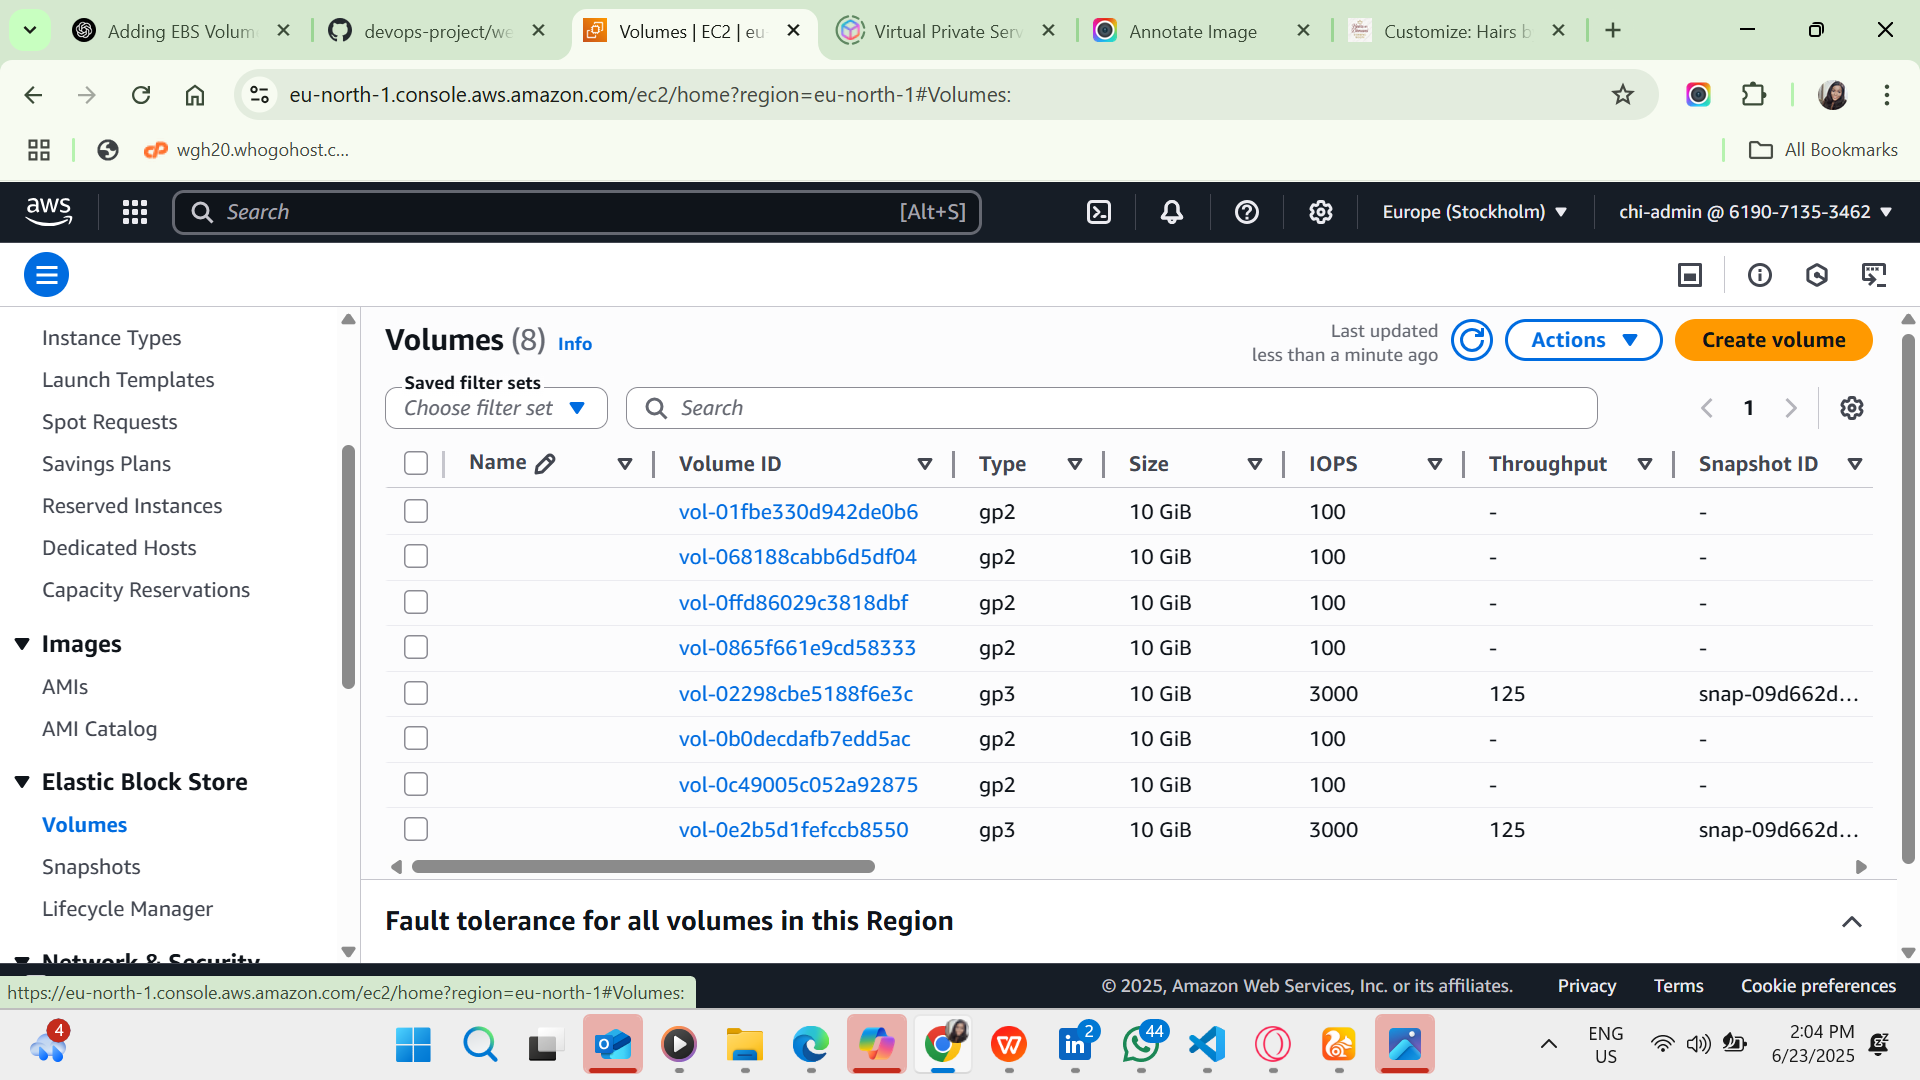 Adding EBS Volum
devops-project/we
Volumes | EC2 | eu
Virtual Private Serv
Annotate Image
Customize: Hairs b
eu-north-1.console.aws.amazon.com/ec2/home?region=eu-north-1#Volumes:
wgh20.whogohost.c...
All Bookmarks
aws
Search
[Alt+S]
Europe (Stockholm)
chi-admin @ 6190-7135-3462
Instance Types
Launch Templates
Spot Requests
Savings Plans
Reserved Instances
Dedicated Hosts
Capacity Reservations
Images
AMIs
AMI Catalog
Elastic Block Store
Volumes
Snapshots
Lifecycle Manager
Network & Security
Volumes (8) Info
Last updated
less than a minute ago
Actions
Create volume
Saved filter sets
Choose filter set
Search
1
Name Volume ID Type Size IOPS Throughput Snapshot ID
vol-01fbe330d942de0b6 gp2 10 GiB 100 - -
vol-068188cabb6d5df04 gp2 10 GiB 100 - -
vol-0ffd86029c3818dbf gp2 10 GiB 100 - -
vol-0865f661e9cd58333 gp2 10 GiB 100 - -
vol-02298cbe5188f6e3c gp3 10 GiB 3000 125 snap-09d662d...
vol-0b0decdafb7edd5ac gp2 10 GiB 100 - -
vol-0c49005c052a92875 gp2 10 GiB 100 - -
vol-0e2b5d1fefccb8550 gp3 10 GiB 3000 125 snap-09d662d...
Fault tolerance for all volumes in this Region
https://eu-north-1.console.aws.amazon.com/ec2/home?region=eu-north-1#Volumes:
© 2025, Amazon Web Services, Inc. or its affiliates.
Privacy
Terms
Cookie preferences
4
2
44
ENG
US
2:04 PM
6/23/2025